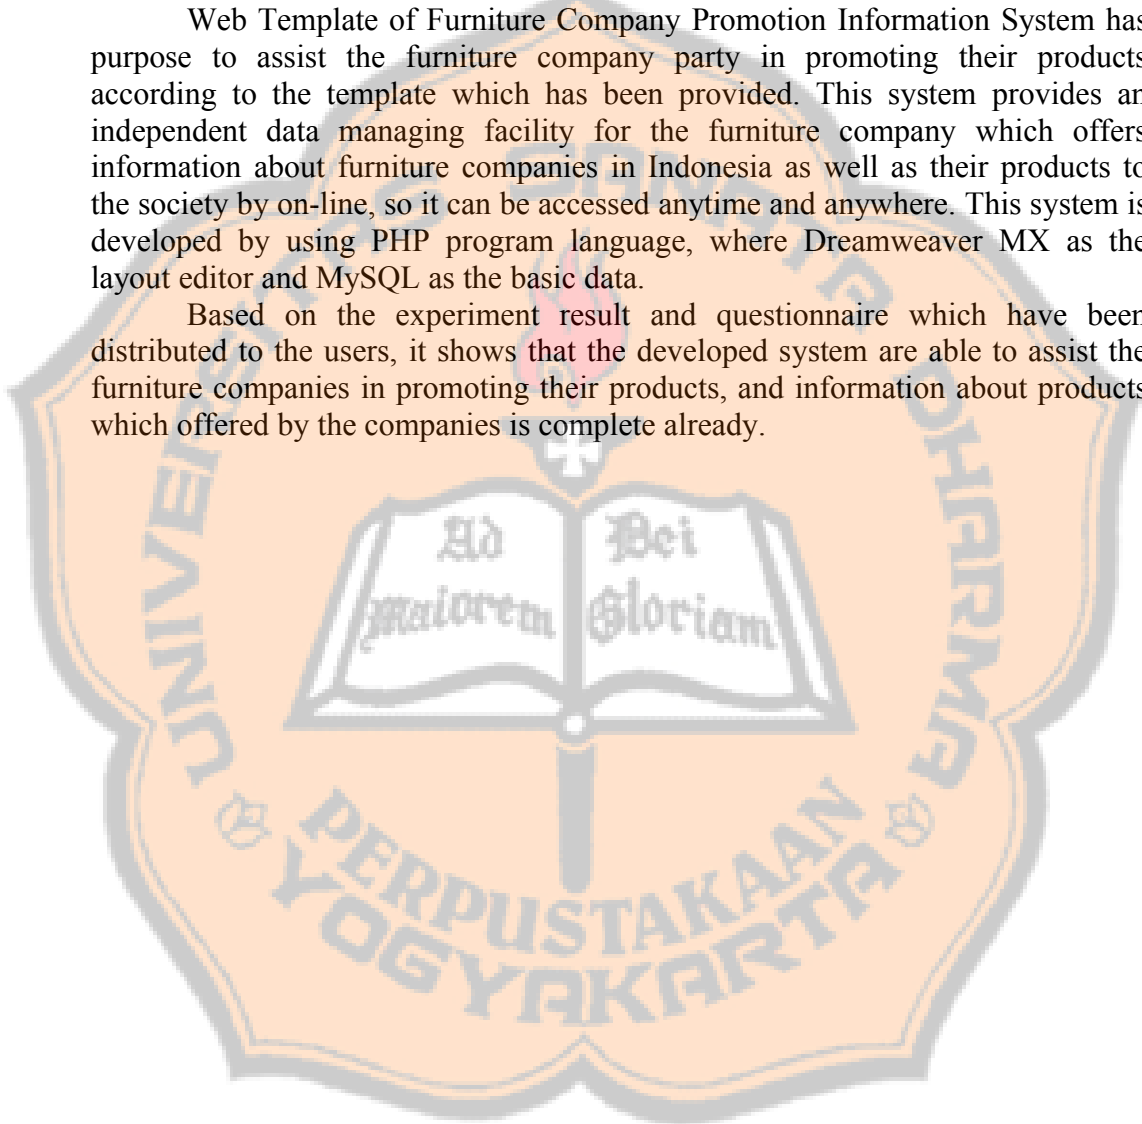 Web Template of Furniture Company Promotion Information System has
purpose to assist the furniture company party in promoting their products
according to the template which has been provided. This system provides an
independent data managing facility for the furniture company which offers
information about furniture companies in Indonesia as well as their products to
the society by on-line, so it can be accessed anytime and anywhere. This system is
developed by using PHP program language, where Dreamweaver MX as the
layout editor and MySQL as the basic data.
Based on the experiment result and questionnaire which have been
distributed to the users, it shows that the developed system are able to assist the
furniture companies in promoting their products, and information about products
which offered by the companies is complete already.
UNIVERSITAS SANATA DHARMA
Ad
Maiorem
Dei
Gloriam
PERPUSTAKAAN
YOGYAKARTA